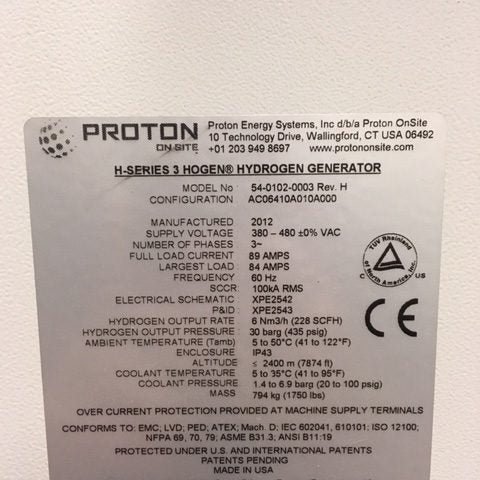 PROTON
ON SITE
Proton Energy Systems, Inc d/b/a Proton OnSite
10 Technology Drive, Wallingford, CT USA 06492
+01 203 949 8697 www.protononsite.com
H-SERIES 3 HOGEN® HYDROGEN GENERATOR
MODEL NO 54-0102-0003 Rev. H
CONFIGURATION AC06410A010A000
MANUFACTURED 2012
SUPPLY VOLTAGE 380 - 480 ±0% VAC
NUMBER OF PHASES 3~
FULL LOAD CURRENT 89 AMPS
LARGEST LOAD 84 AMPS
FREQUENCY 60 Hz
SCCR: 100kA RMS
ELECTRICAL SCHEMATIC XPE2542
P&ID XPE2543
HYDROGEN OUTPUT RATE 6 Nm3/h (228 SCFH)
HYDROGEN OUTPUT PRESSURE 30 barg (435 psig)
AMBIENT TEMPERATURE (Tamb) 5 to 50°C (41 to 122°F)
ENCLOSURE IP43
ALTITUDE ≤ 2400 m (7874 ft)
COOLANT TEMPERATURE 5 to 35°C (41 to 95°F)
COOLANT PRESSURE 1.4 to 6.9 barg (20 to 100 psig)
MASS 794 kg (1750 lbs)
TUV Rheinland
of North America, Inc.
C US
CE
OVER CURRENT PROTECTION PROVIDED AT MACHINE SUPPLY TERMINALS
CONFORMS TO: EMC; LVD; PED; ATEX; Mach. D; IEC 602041, 610101; ISO 12100;
NFPA 69, 70, 79; ASME B31.3; ANSI B11:19
PROTECTED UNDER U.S. AND INTERNATIONAL PATENTS
PATENTS PENDING
MADE IN USA